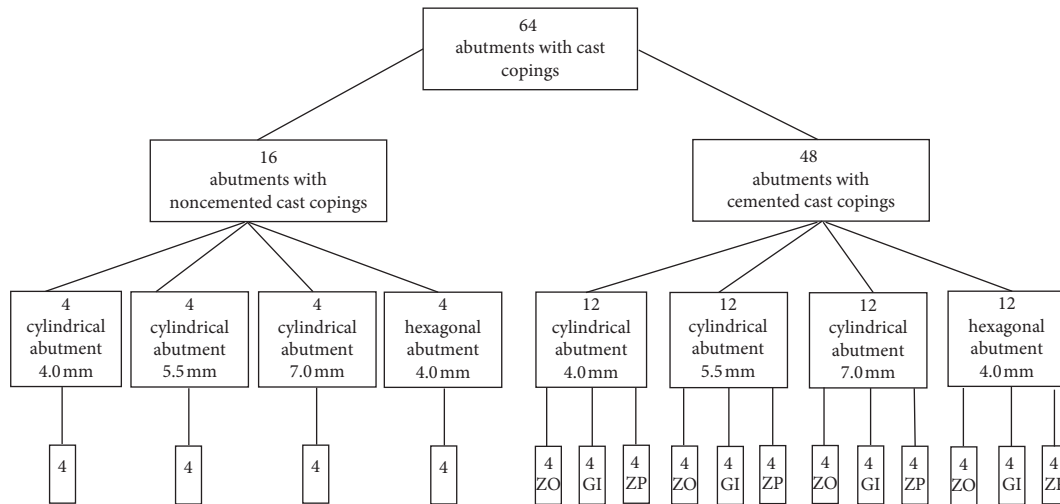 64
abutments with cast
copings
16
abutments with
noncemented cast copings
48
abutments with
cemented cast copings
4
cylindrical
abutment
4.0 mm
4
cylindrical
abutment
5.5 mm
4
cylindrical
abutment
7.0 mm
4
hexagonal
abutment
4.0 mm
12
cylindrical
abutment
4.0 mm
12
cylindrical
abutment
5.5 mm
12
cylindrical
abutment
7.0 mm
12
hexagonal
abutment
4.0 mm
4
4
4
4
4
ZO
4
GI
4
ZP
4
ZO
4
GI
4
ZP
4
ZO
4
GI
4
ZP
4
ZO
4
GI
4